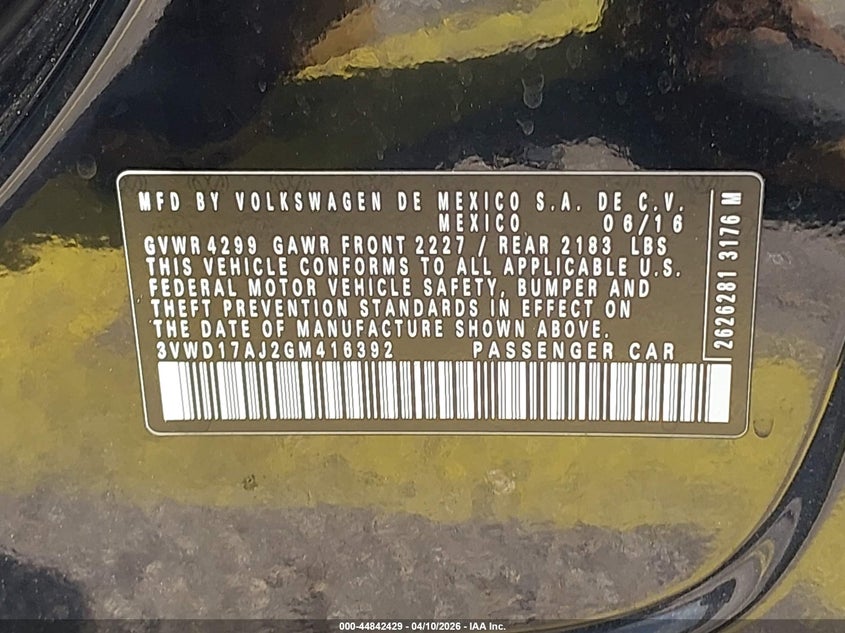 MFD BY VOLKSWAGEN DE MEXICO S.A. DE C.V.
MEXICO 06/16
GVWR 4299 GAWR FRONT 2227 / REAR 2183 LBS
THIS VEHICLE CONFORMS TO ALL APPLICABLE U.S.
FEDERAL MOTOR VEHICLE SAFETY, BUMPER AND
THEFT PREVENTION STANDARDS IN EFFECT ON
THE DATE OF MANUFACTURE SHOWN ABOVE.
3VWD17AJ2GM416392 PASSENGER CAR
2626281 3176 M
000-44842429 - 04/10/2026 - IAA Inc.